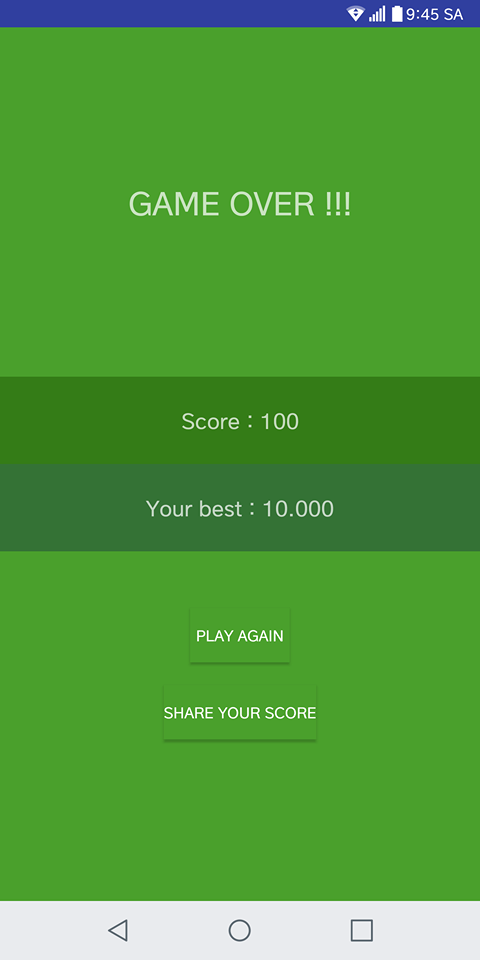 9:45 SA
GAME OVER !!!
Score : 100
Your best : 10.000
PLAY AGAIN
SHARE YOUR SCORE